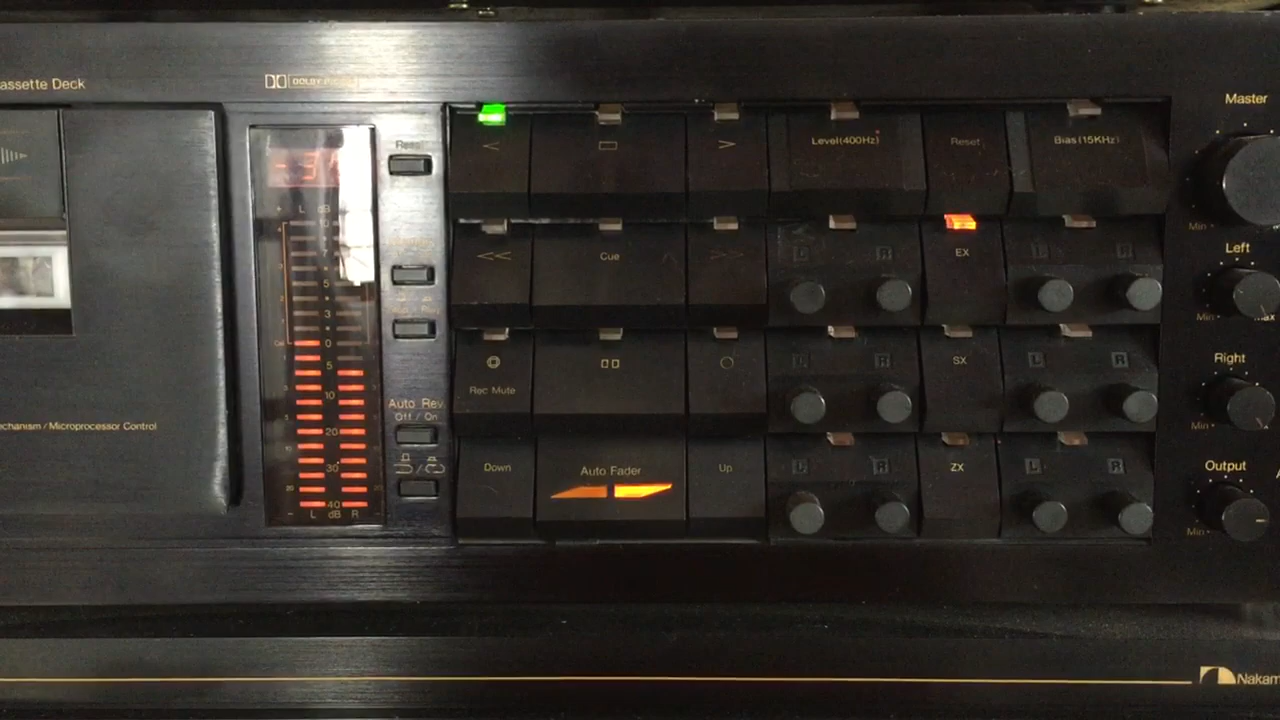 assette Deck
DOLBY
Master
Reset
Level(400Hz)
Reset
Bias(15KHz)
-3
+ L dB
10
7
5
3
0
5
10
20
30
40
- L dB R
Min
Left
<< Cue >>
L R
EX
L R
Min
Max
Right
Rec Mute
L R
SX
L R
Min
Auto Rev
Off / On
echanism / Microprocessor Control
Down
Auto Fader
Up
L R
ZX
L R
Output
Min
Nakam